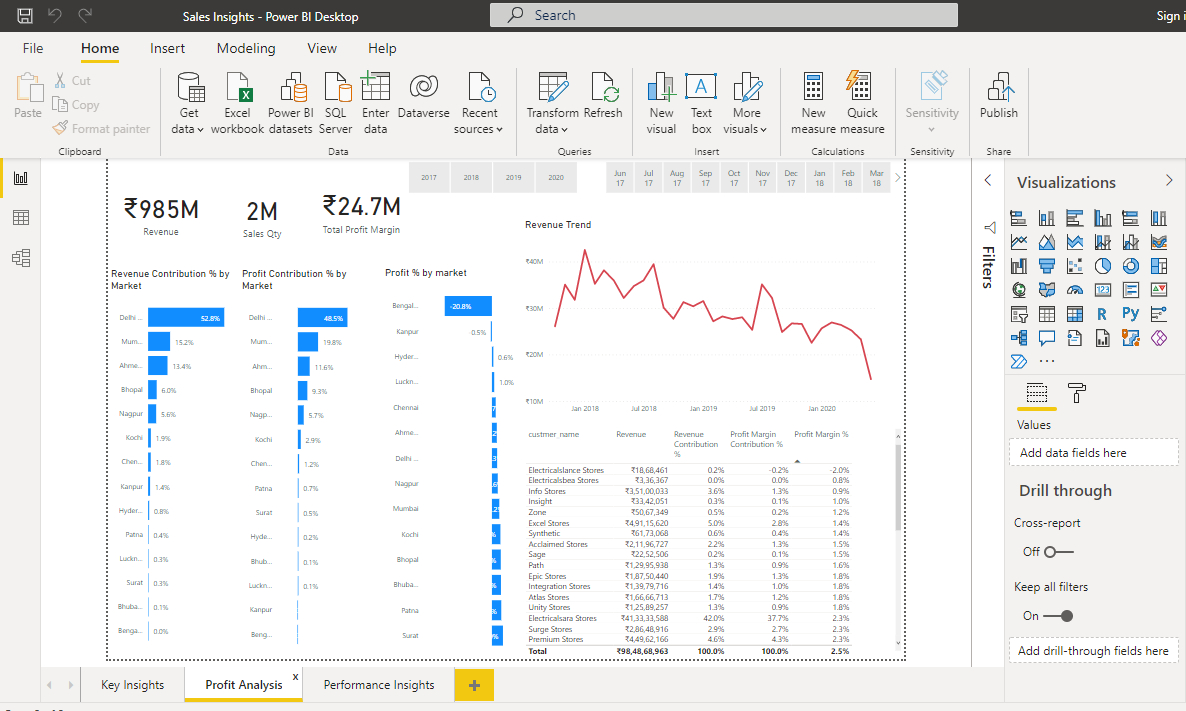 Sales Insights - Power BI Desktop
Search
File Home Insert Modeling View Help
Paste
Cut
Copy
Format painter
Clipboard
Get data
Excel workbook
Power BI datasets
SQL Server
Enter data
Dataverse
Recent sources
Data
Transform data
Refresh
Queries
New visual
Text box
More visuals
Insert
New measure
Quick measure
Calculations
Sensitivity
Sensitivity
Publish
Share
2017 2018 2019 2020
Jun 17 Jul 17 Aug 17 Sep 17 Oct 17 Nov 17 Dec 17 Jan 18 Feb 18 Mar 18
₹985M
Revenue
2M
Sales Qty
₹24.7M
Total Profit Margin
Revenue Contribution % by
Market
Delhi ... 52.8%
Mum... 15.2%
Ahme... 13.4%
Bhopal 6.0%
Nagpur 5.6%
Kochi 1.9%
Chen... 1.8%
Kanpur 1.4%
Hyder... 0.8%
Patna 0.4%
Luckn... 0.3%
Surat 0.3%
Bhuba... 0.1%
Benga... 0.0%
Profit Contribution % by
Market
Delhi ... 48.5%
Mum... 19.8%
Ahm... 11.6%
Bhopal 9.3%
Nagp... 5.7%
Kochi 2.9%
Chen... 1.2%
Patna 0.7%
Surat 0.5%
Hyde... 0.2%
Bhub... 0.1%
Luckn... 0.1%
Kanpur
Beng...
Profit % by market
Bengal... -20.8%
Kanpur 0.5%
Hyder... 0.6%
Luckn... 1.0%
Chennai
Ahme...
Delhi ...
Nagpur
Mumbai
Kochi
Bhopal
Bhuba...
Patna
Surat
Revenue Trend
₹40M
₹30M
₹20M
₹10M
Jan 2018 Jul 2018 Jan 2019 Jul 2019 Jan 2020
custmer_name Revenue Revenue Contribution % Profit Margin Contribution % Profit Margin %
Electricalslance Stores ₹18,68,461 0.2% -0.2% -2.0%
Electricalsbea Stores ₹3,36,367 0.0% 0.0% 0.8%
Info Stores ₹3,51,00,033 3.6% 1.3% 0.9%
Insight ₹33,42,051 0.3% 0.1% 1.0%
Zone ₹50,67,349 0.5% 0.2% 1.2%
Excel Stores ₹4,91,15,620 5.0% 2.8% 1.4%
Synthetic ₹61,73,068 0.6% 0.4% 1.4%
Acclaimed Stores ₹2,11,96,727 2.2% 1.3% 1.5%
Sage ₹22,52,506 0.2% 0.1% 1.5%
Path ₹1,29,95,938 1.3% 0.9% 1.6%
Epic Stores ₹1,87,50,440 1.9% 1.3% 1.8%
Integration Stores ₹1,39,79,716 1.4% 1.0% 1.8%
Atlas Stores ₹1,66,66,713 1.7% 1.2% 1.8%
Unity Stores ₹1,25,89,257 1.3% 0.9% 1.8%
Electricalsara Stores ₹41,33,33,588 42.0% 37.7% 2.3%
Surge Stores ₹2,86,48,916 2.9% 2.7% 2.3%
Premium Stores ₹4,49,62,166 4.6% 4.3% 2.3%
Total ₹98,48,68,963 100.0% 100.0% 2.5%
Filters
Visualizations
123
R Py
Values
Add data fields here
Drill through
Cross-report
Off
Keep all filters
On
Add drill-through fields here
Key Insights
Profit Analysis x
Performance Insights
+